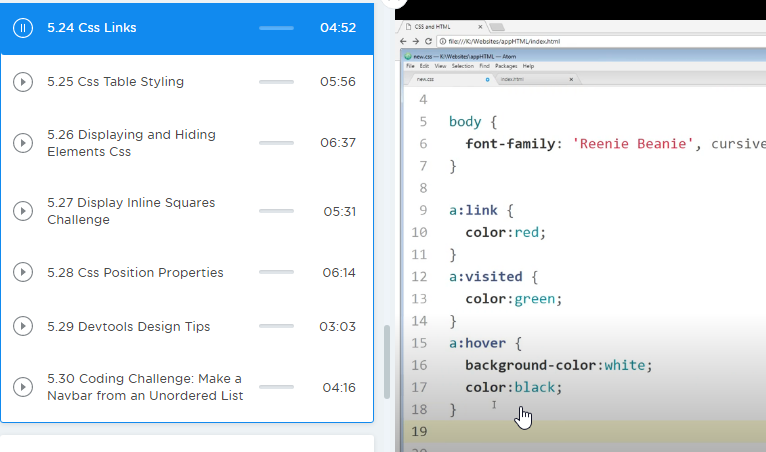 5.24 Css Links 04:52
5.25 Css Table Styling 05:56
5.26 Displaying and Hiding
Elements Css 06:37
5.27 Display Inline Squares
Challenge 05:31
5.28 Css Position Properties 06:14
5.29 Devtools Design Tips 03:03
5.30 Coding Challenge: Make a
Navbar from an Unordered List 04:16
CSS and HTML
file:///K:/Websites/appHTML/index.html
new.css — K:\Websites\appHTML — Atom
File Edit View Selection Find Packages Help
new.css index.html
4
5 body {
6 font-family: 'Reenie Beanie', cursive
7 }
8
9 a:link {
10 color:red;
11 }
12 a:visited {
13 color:green;
14 }
15 a:hover {
16 background-color:white;
17 color:black;
18 }
19